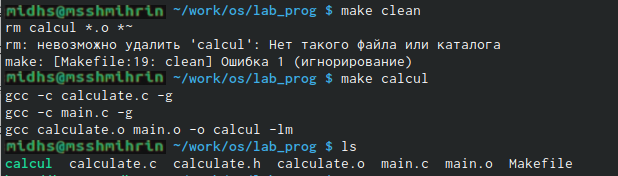 midhs@msshmihrin ~/work/os/lab_prog $ make clean
rm calcul *.o *~
rm: невозможно удалить 'calcul': Нет такого файла или каталога
make: [Makefile:19: clean] Ошибка 1 (игнорирование)
midhs@msshmihrin ~/work/os/lab_prog $ make calcul
gcc -c calculate.c -g
gcc -c main.c -g
gcc calculate.o main.o -o calcul -lm
midhs@msshmihrin ~/work/os/lab_prog $ ls
calcul calculate.c calculate.h calculate.o main.c main.o Makefile